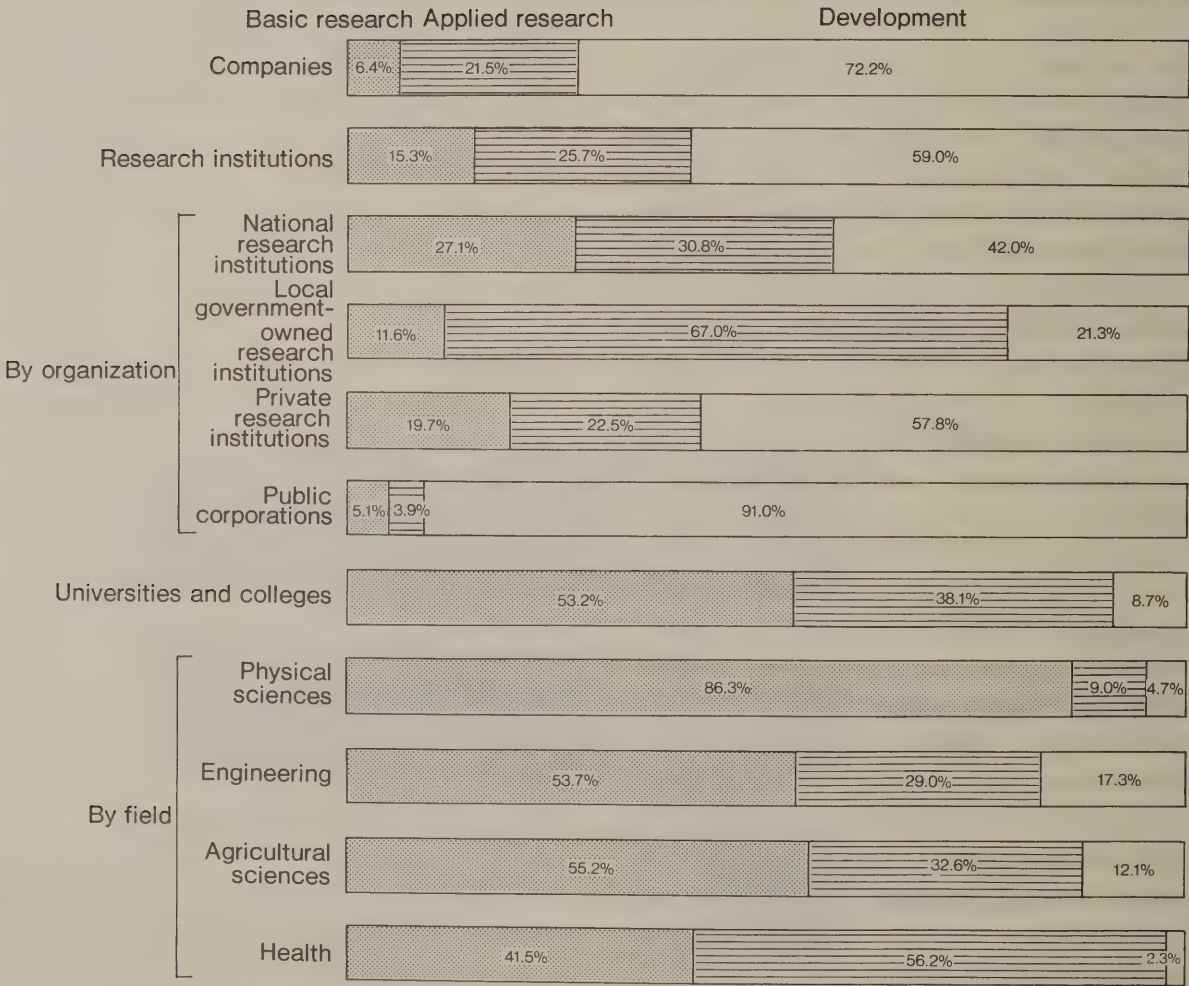 Basic research Applied research Development
Companies 6.4% 21.5% 72.2%
Research institutions 15.3% 25.7% 59.0%
By organization
National
research
institutions
27.1% 30.8% 42.0%
Local
government-
owned
research
institutions
11.6% 67.0% 21.3%
Private
research
institutions
19.7% 22.5% 57.8%
Public
corporations
5.1% 3.9% 91.0%
Universities and colleges 53.2% 38.1% 8.7%
By field
Physical
sciences
86.3% 9.0% 4.7%
Engineering 53.7% 29.0% 17.3%
Agricultural
sciences
55.2% 32.6% 12.1%
Health 41.5% 56.2% 2.3%